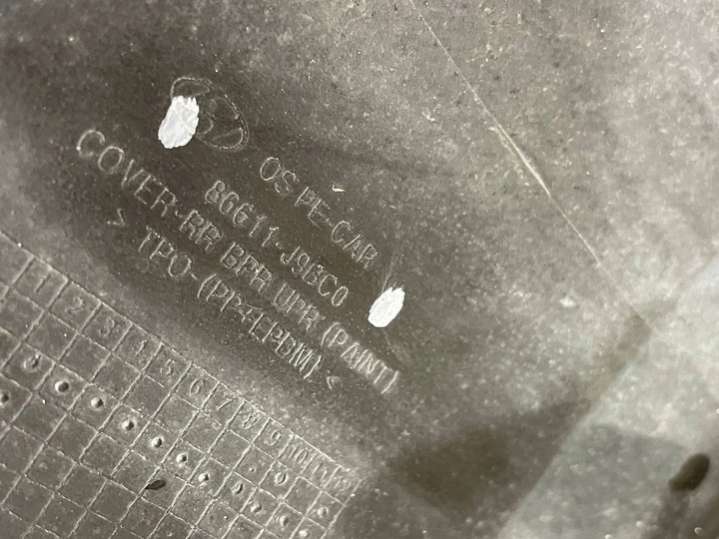 OS PE-CAR
86611-J9BC0
COVER-RR BPR UPR (PAINT)
> TPO-(PP+EPDM) <
1 2 3 4 5 6 7 8 9 10 11 12